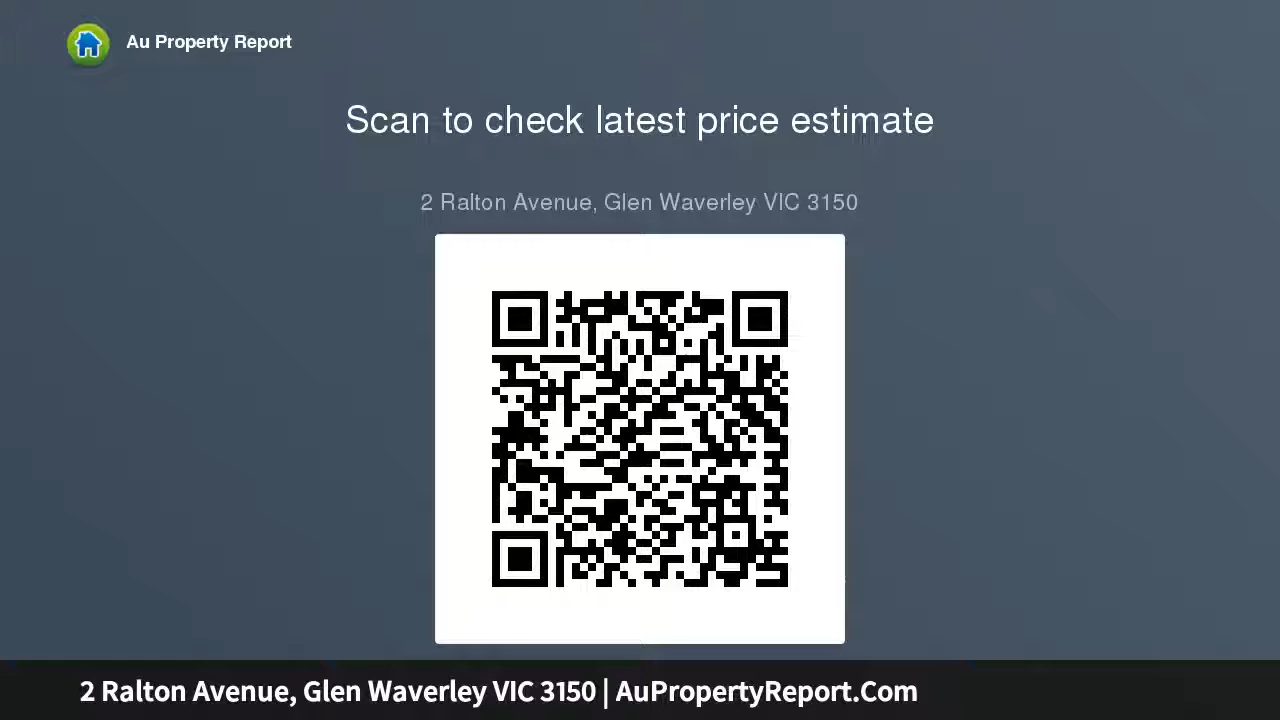 Au Property Report
Scan to check latest price estimate
2 Ralton Avenue, Glen Waverley VIC 3150
2 Ralton Avenue, Glen Waverley VIC 3150 | AuPropertyReport.Com